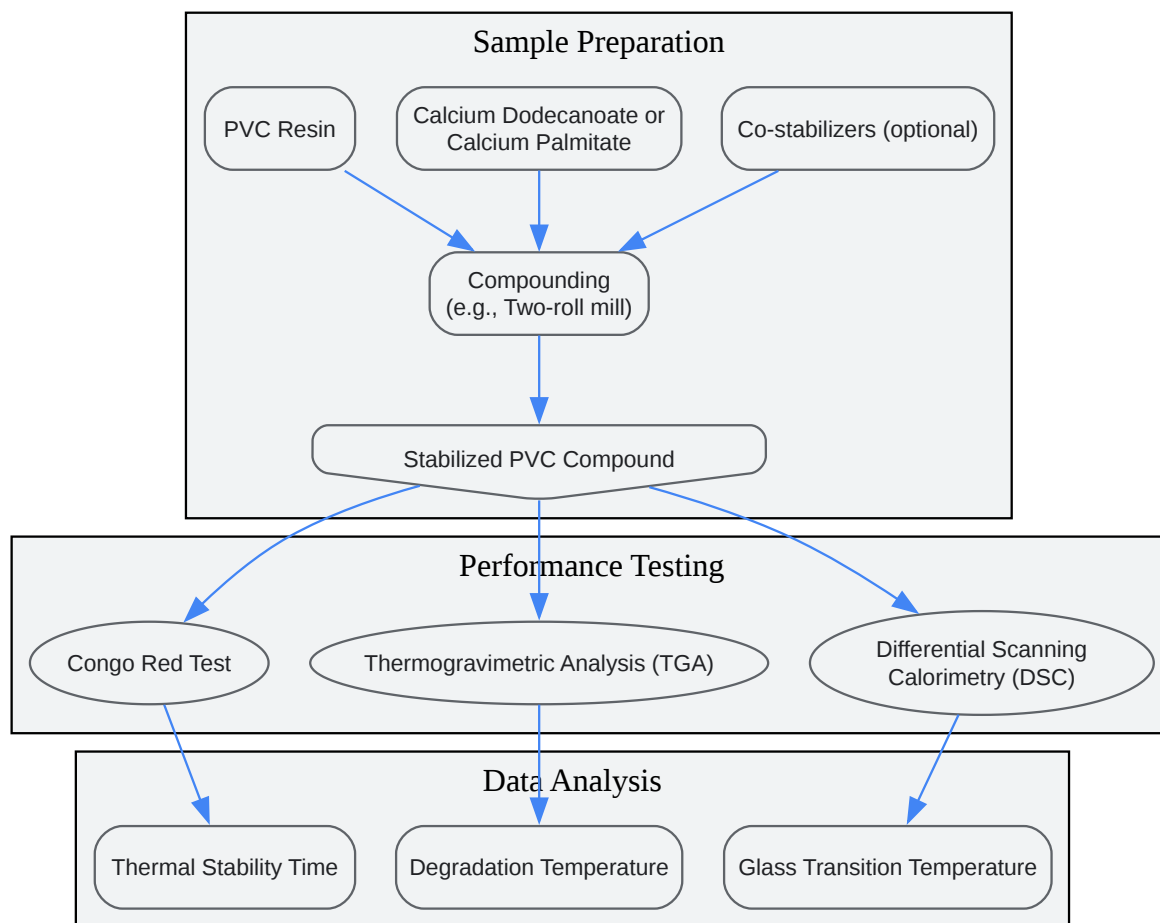 Sample Preparation
PVC Resin
Calcium Dodecanoate or
Calcium Palmitate
Co-stabilizers (optional)
Compounding
(e.g., Two-roll mill)
Stabilized PVC Compound
Performance Testing
Congo Red Test
Thermogravimetric Analysis (TGA)
Differential Scanning
Calorimetry (DSC)
Data Analysis
Thermal Stability Time
Degradation Temperature
Glass Transition Temperature